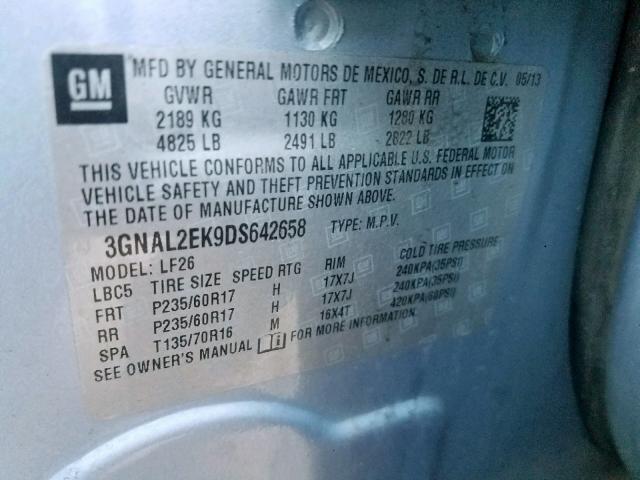 GM
MFD BY GENERAL MOTORS DE MEXICO, S. DE R.L. DE C.V. 05/13
GVWR GAWR FRT GAWR RR
2189 KG 1130 KG 1280 KG
4825 LB 2491 LB 2822 LB
THIS VEHICLE CONFORMS TO ALL APPLICABLE U.S. FEDERAL MOTOR
VEHICLE SAFETY AND THEFT PREVENTION STANDARDS IN EFFECT ON
THE DATE OF MANUFACTURE SHOWN ABOVE.
3GNAL2EK9DS642658 TYPE: M.P.V.
MODEL: LF26
LBC5 TIRE SIZE SPEED RTG RIM COLD TIRE PRESSURE
FRT P235/60R17 H 17X7J 240KPA(35PSI)
RR P235/60R17 H 17X7J 240KPA(35PSI)
SPA T135/70R16 M 16X4T 420KPA(60PSI)
SEE OWNER'S MANUAL FOR MORE INFORMATION.